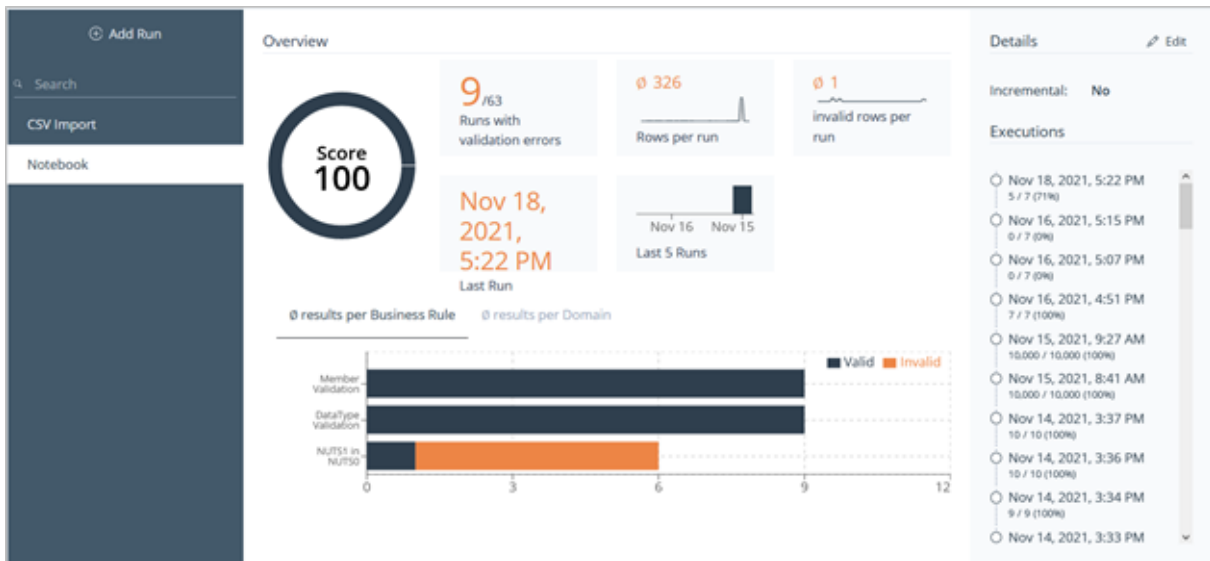 Add Run
Search
CSV Import
Notebook
Overview
Score
100
9/63
Runs with
validation errors
Ø 326
Rows per run
Ø 1
invalid rows per
run
Nov 18,
2021,
5:22 PM
Last Run
Nov 16 Nov 15
Last 5 Runs
Ø results per Business Rule Ø results per Domain
Valid Invalid
Member
Validation
DataType
Validation
NUTS1 in
NUTS0
0 3 6 9 12
Details Edit
Incremental: No
Executions
Nov 18, 2021, 5:22 PM
5 / 7 (71%)
Nov 16, 2021, 5:15 PM
0 / 7 (0%)
Nov 16, 2021, 5:07 PM
0 / 7 (0%)
Nov 16, 2021, 4:51 PM
7 / 7 (100%)
Nov 15, 2021, 9:27 AM
10,000 / 10,000 (100%)
Nov 15, 2021, 8:41 AM
10,000 / 10,000 (100%)
Nov 14, 2021, 3:37 PM
10 / 10 (100%)
Nov 14, 2021, 3:36 PM
10 / 10 (100%)
Nov 14, 2021, 3:34 PM
9 / 9 (100%)
Nov 14, 2021, 3:33 PM